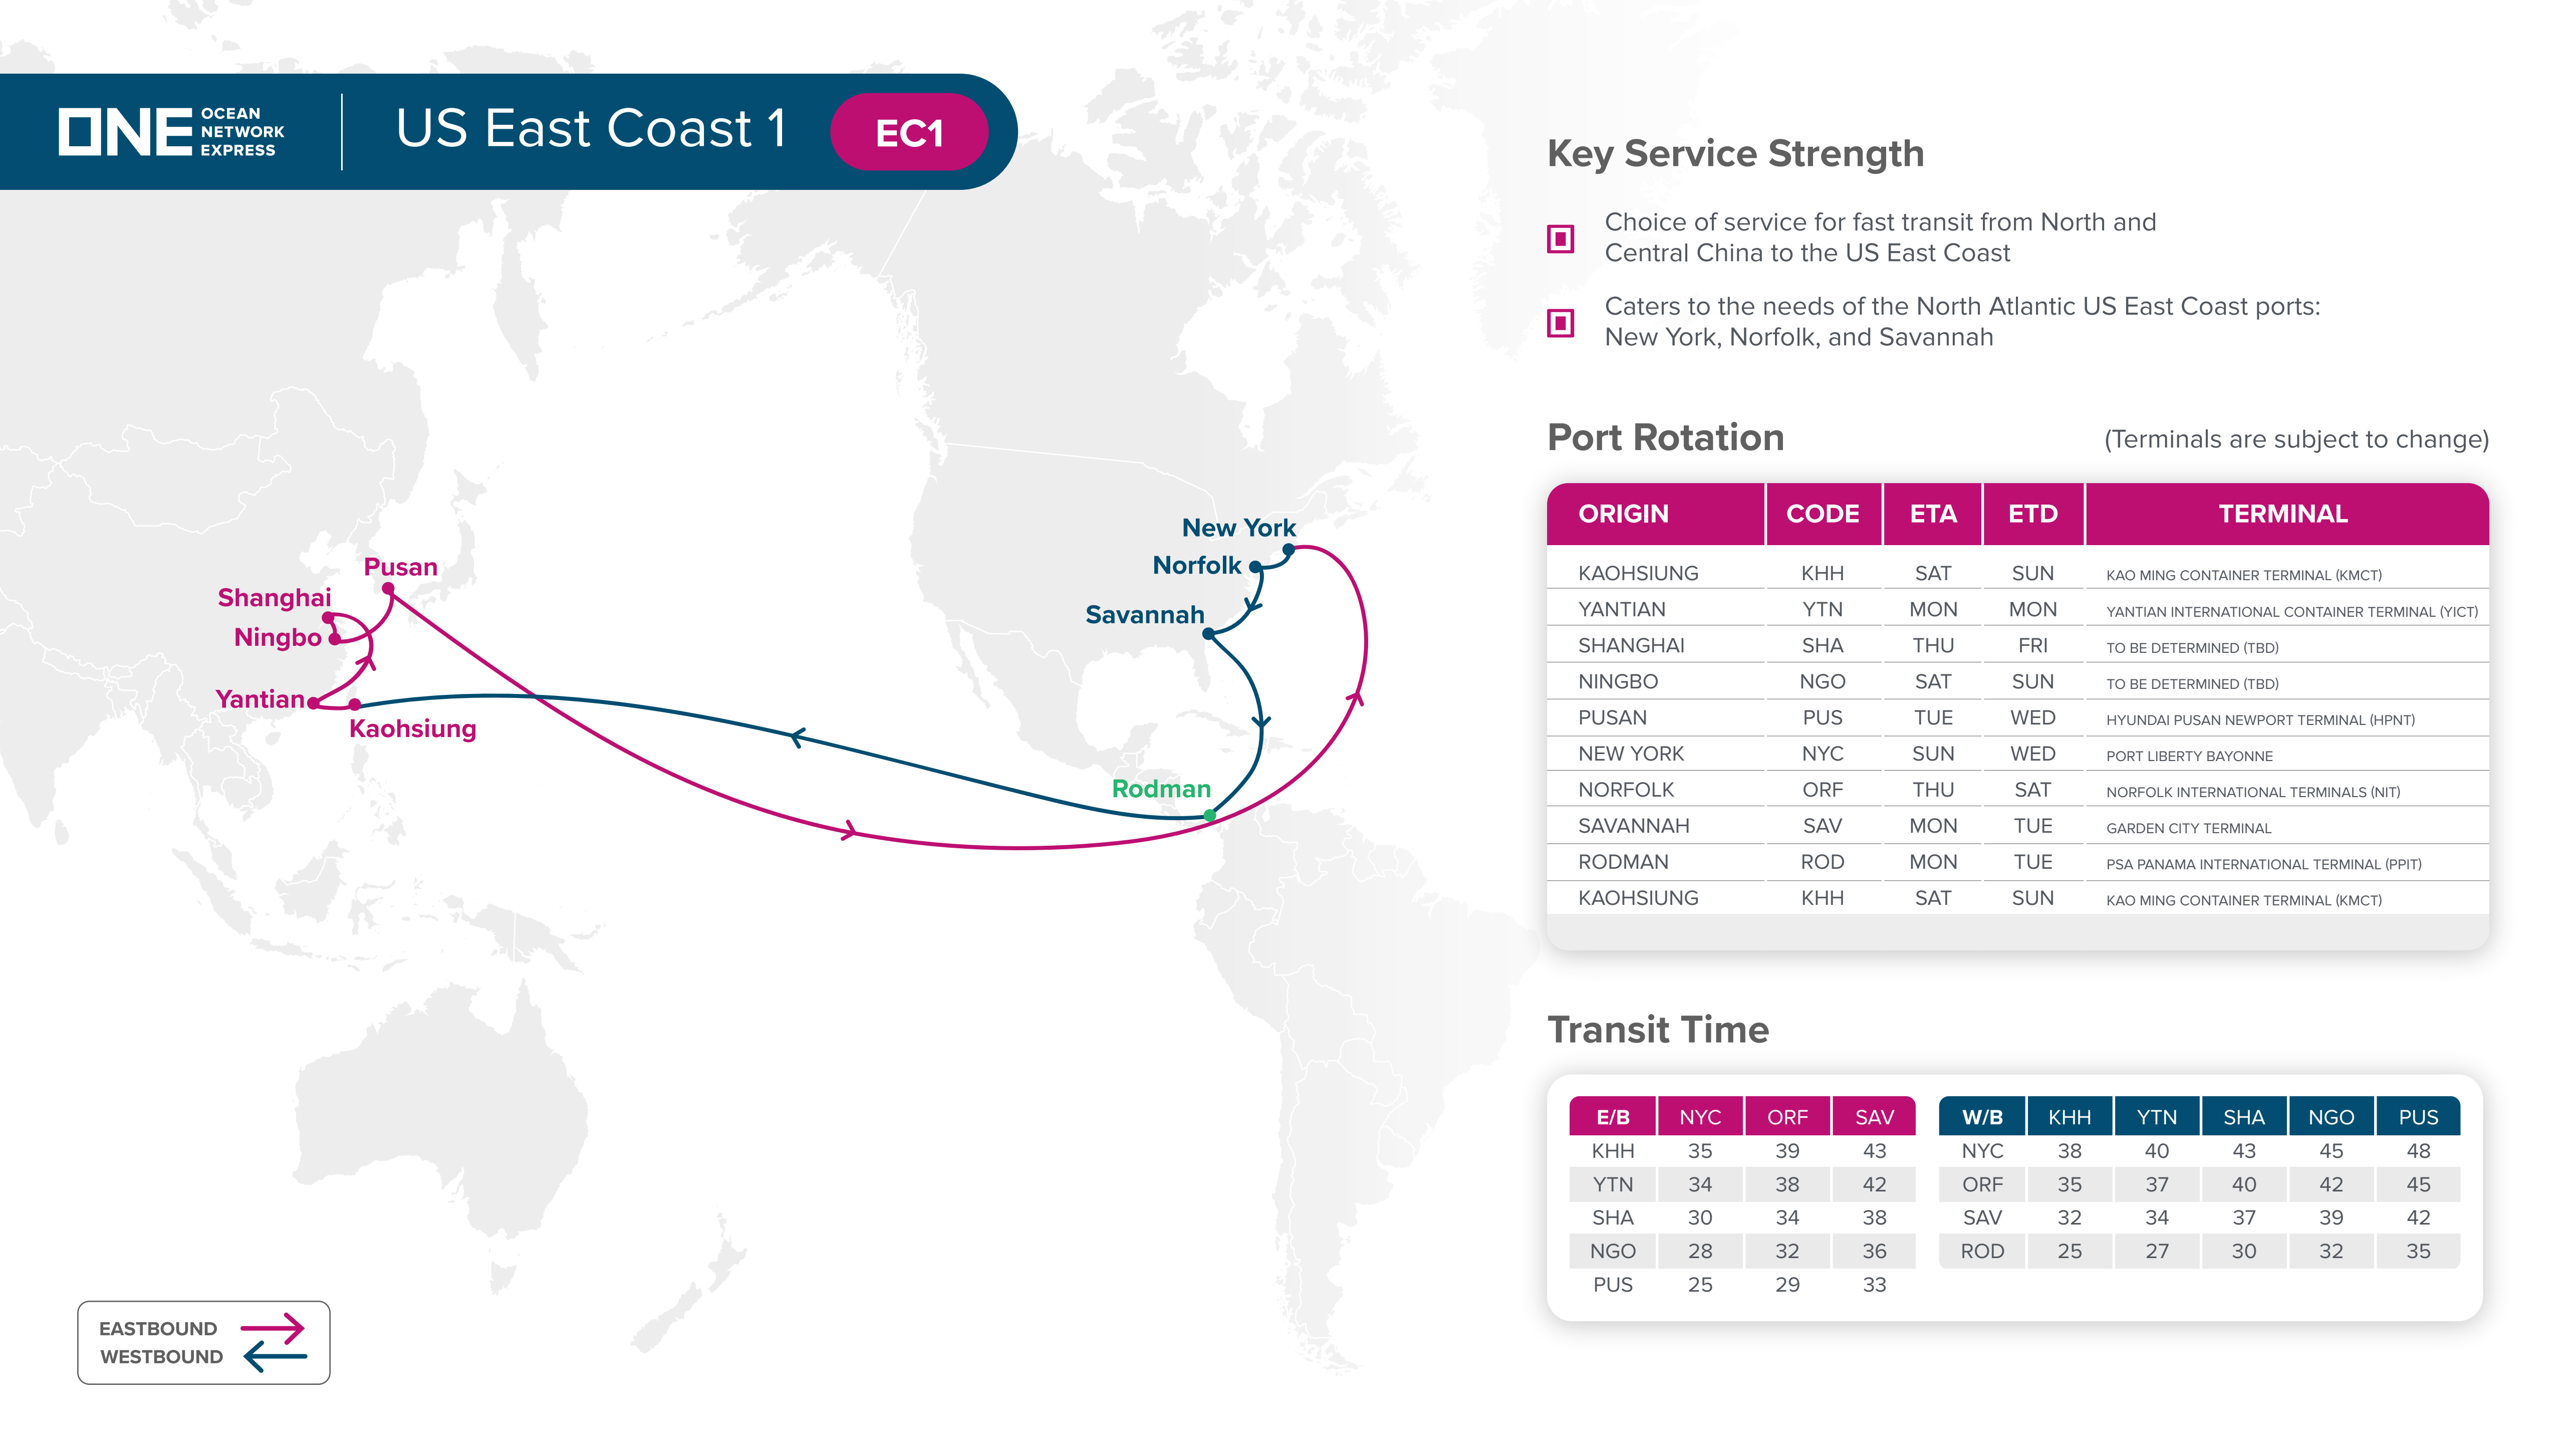 ONE OCEAN NETWORK EXPRESS
US East Coast 1
EC1
Key Service Strength
Choice of service for fast transit from North and
Central China to the US East Coast
Caters to the needs of the North Atlantic US East Coast ports:
New York, Norfolk, and Savannah
Port Rotation
(Terminals are subject to change)
ORIGIN CODE ETA ETD TERMINAL
KAOHSIUNG KHH SAT SUN KAO MING CONTAINER TERMINAL (KMCT)
YANTIAN YTN MON MON YANTIAN INTERNATIONAL CONTAINER TERMINAL (YICT)
SHANGHAI SHA THU FRI TO BE DETERMINED (TBD)
NINGBO NGO SAT SUN TO BE DETERMINED (TBD)
PUSAN PUS TUE WED HYUNDAI PUSAN NEWPORT TERMINAL (HPNT)
NEW YORK NYC SUN WED PORT LIBERTY BAYONNE
NORFOLK ORF THU SAT NORFOLK INTERNATIONAL TERMINALS (NIT)
SAVANNAH SAV MON TUE GARDEN CITY TERMINAL
RODMAN ROD MON TUE PSA PANAMA INTERNATIONAL TERMINAL (PPIT)
KAOHSIUNG KHH SAT SUN KAO MING CONTAINER TERMINAL (KMCT)
Transit Time
E/B NYC ORF SAV
KHH 35 39 43
YTN 34 38 42
SHA 30 34 38
NGO 28 32 36
PUS 25 29 33
W/B KHH YTN SHA NGO PUS
NYC 38 40 43 45 48
ORF 35 37 40 42 45
SAV 32 34 37 39 42
ROD 25 27 30 32 35
New York
Norfolk
Savannah
Rodman
Pusan
Shanghai
Ningbo
Yantian
Kaohsiung
EASTBOUND
WESTBOUND